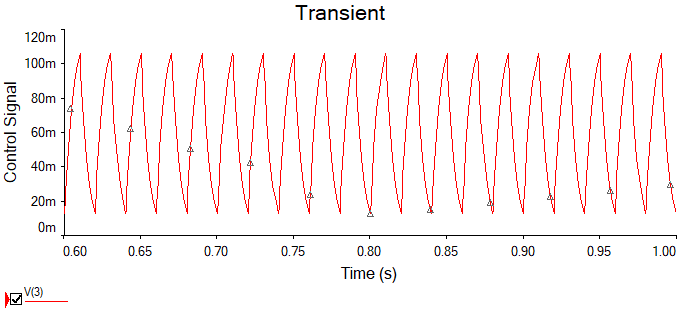 Transient
Control Signal
120m
100m
80m
60m
40m
20m
0m
0.60 0.65 0.70 0.75 0.80 0.85 0.90 0.95 1.00
Time (s)
V(3)